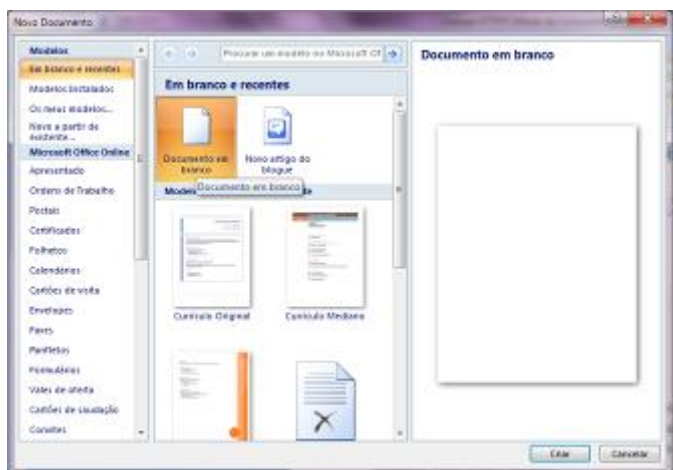 Novo Documento
Modelos
Em branco e recentes
Modelos Instalados
Os meus modelos...
Novo a partir de
existente...
Microsoft Office Online
Apresentado
Ordens de Trabalho
Postais
Certificados
Folhetos
Calendários
Cartões de visita
Envelopes
Faxes
Panfletos
Formulários
Vales de oferta
Cartões de saudação
Convites
Procurar um modelo no Microsoft Of
Em branco e recentes
Documento em
branco
Novo artigo do
blogue
Documento em branco
Model
te
Currículo Original
Currículo Mediano
Documento em branco
Criar
Cancelar